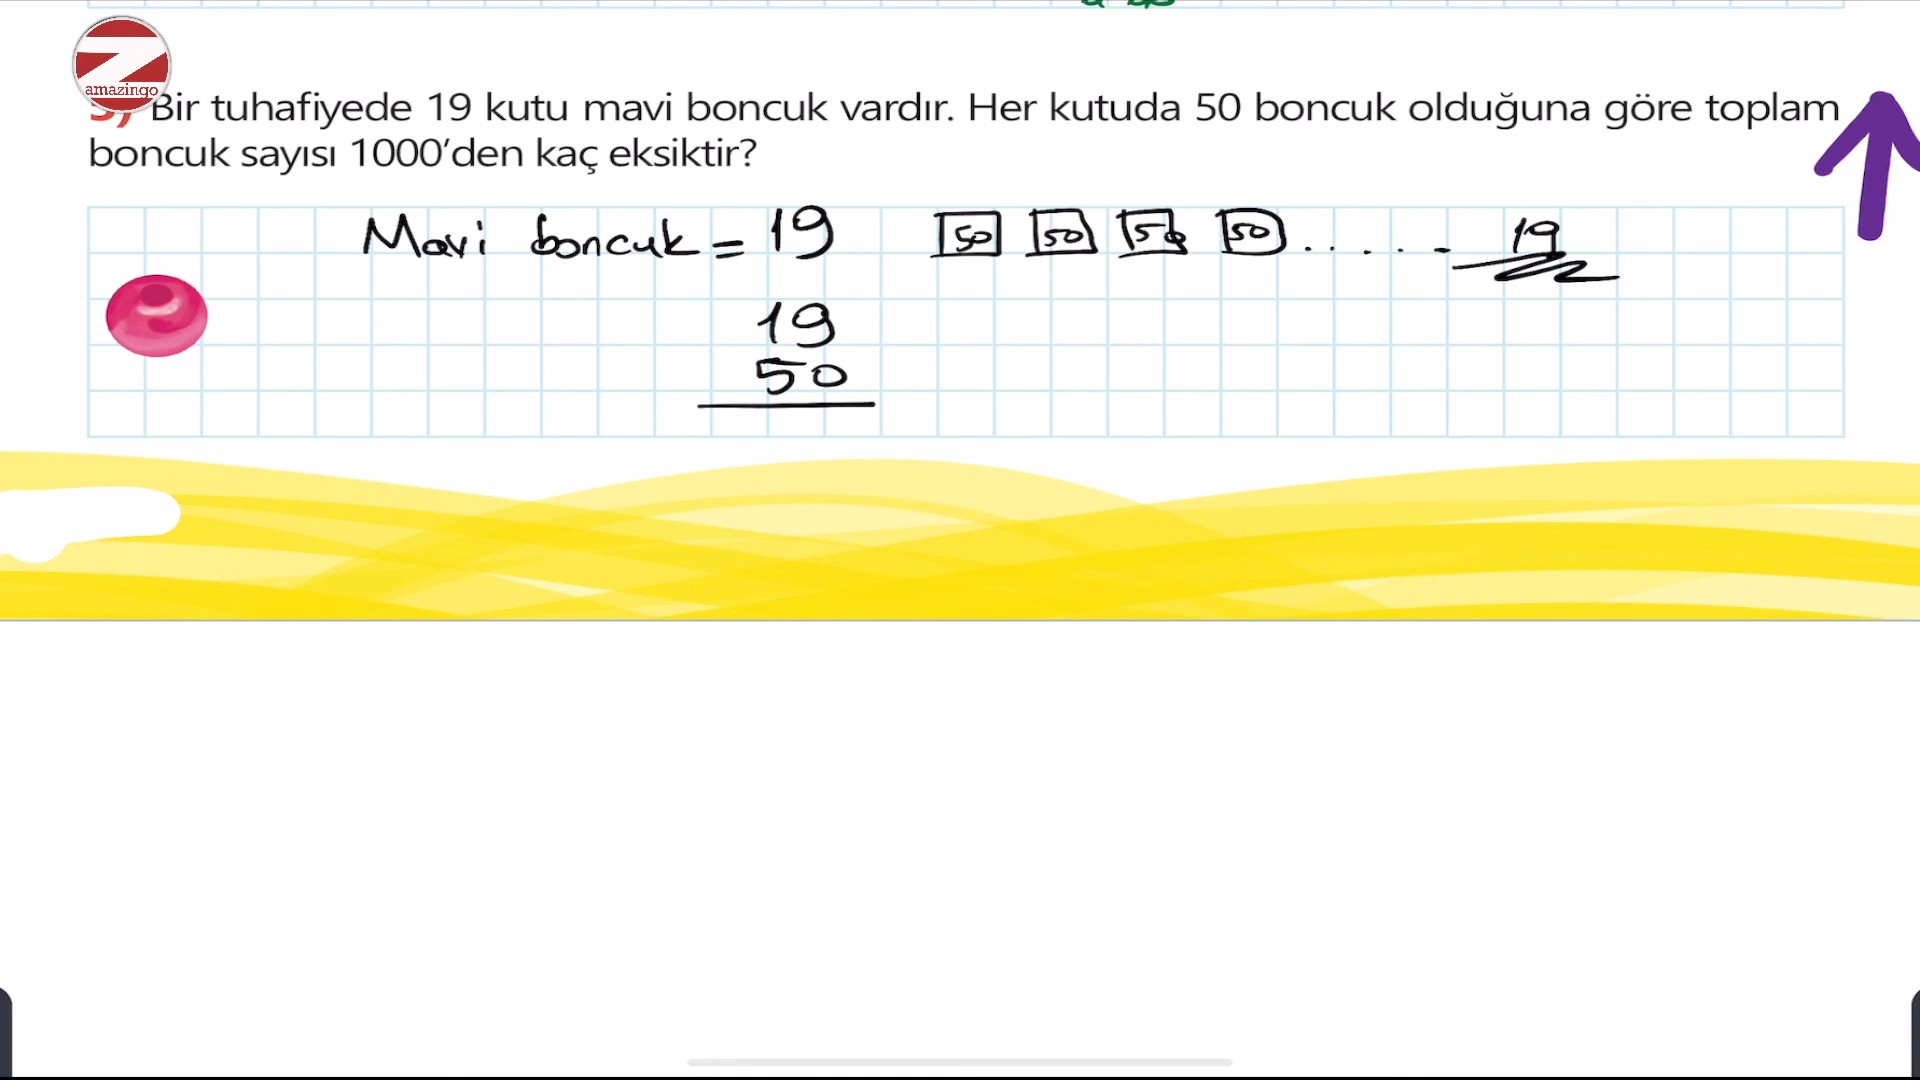 amazingo
Bir tuhafiyede 19 kutu mavi boncuk vardır. Her kutuda 50 boncuk olduğuna göre toplam
boncuk sayısı 1000’den kaç eksiktir?
Mavi boncuk = 19 50 50 50 50 ...... 19
19
50